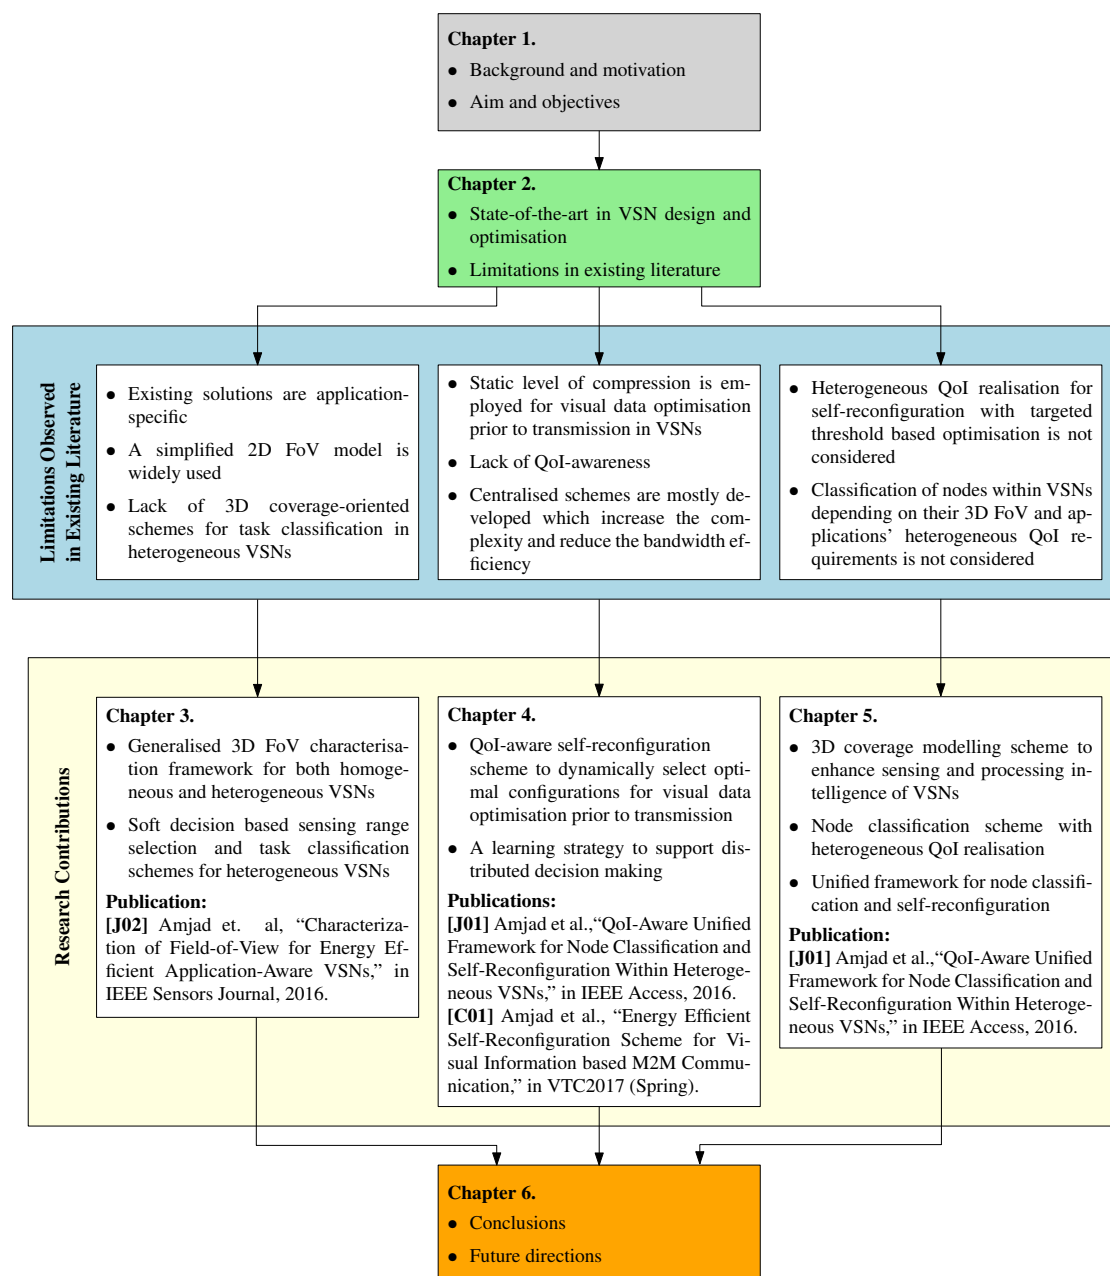 Chapter 1.
● Background and motivation
● Aim and objectives
Chapter 2.
● State-of-the-art in VSN design and
optimisation
● Limitations in existing literature
Limitations Observed
in Existing Literature
● Existing solutions are application-
specific
● A simplified 2D FoV model is
widely used
● Lack of 3D coverage-oriented
schemes for task classification in
heterogeneous VSNs
● Static level of compression is em-
ployed for visual data optimisation
prior to transmission in VSNs
● Lack of QoI-awareness
● Centralised schemes are mostly de-
veloped which increase the com-
plexity and reduce the bandwidth ef-
ficiency
● Heterogeneous QoI realisation for
self-reconfiguration with targeted
threshold based optimisation is not
considered
● Classification of nodes within VSNs
depending on their 3D FoV and ap-
plications’ heterogeneous QoI re-
quirements is not considered
Research Contributions
Chapter 3.
● Generalised 3D FoV characterisa-
tion framework for both homoge-
neous and heterogeneous VSNs
● Soft decision based sensing range
selection and task classification
schemes for heterogeneous VSNs
Publication:
[J02] Amjad et. al, “Characteriza-
tion of Field-of-View for Energy Ef-
ficient Application-Aware VSNs,” in
IEEE Sensors Journal, 2016.
Chapter 4.
● QoI-aware self-reconfiguration
scheme to dynamically select optimal
configurations for visual data
optimisation prior to transmission
● A learning strategy to support dis-
tributed decision making
Publications:
[J01] Amjad et al.,“QoI-Aware Unified
Framework for Node Classification and
Self-Reconfiguration Within Heteroge-
neous VSNs,” in IEEE Access, 2016.
[C01] Amjad et al., “Energy Efficient
Self-Reconfiguration Scheme for Vi-
sual Information based M2M Commu-
nication,” in VTC2017 (Spring).
Chapter 5.
● 3D coverage modelling scheme to
enhance sensing and processing in-
telligence of VSNs
● Node classification scheme with
heterogeneous QoI realisation
● Unified framework for node classifi-
cation and self-reconfiguration
Publication:
[J01] Amjad et al.,“QoI-Aware Unified
Framework for Node Classification and
Self-Reconfiguration Within Heteroge-
neous VSNs,” in IEEE Access, 2016.
Chapter 6.
● Conclusions
● Future directions